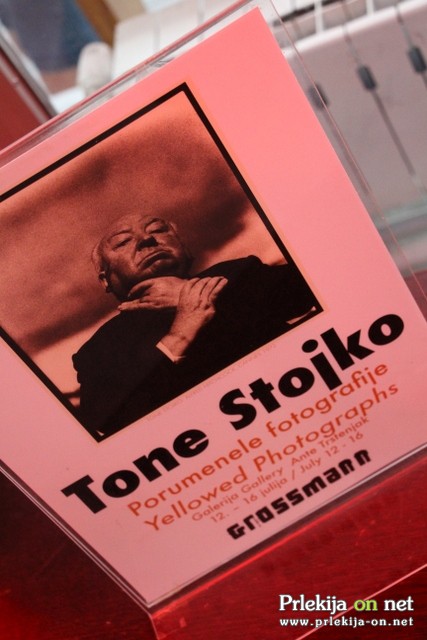 Tone Stojko
Porumenele fotografije
Yellowed Photographs
Galerija Gallery Ante Trstenjak
12. - 16 julija / July 12 - 16
Grossmann
Prlekija on net
www.prlekija-on.net